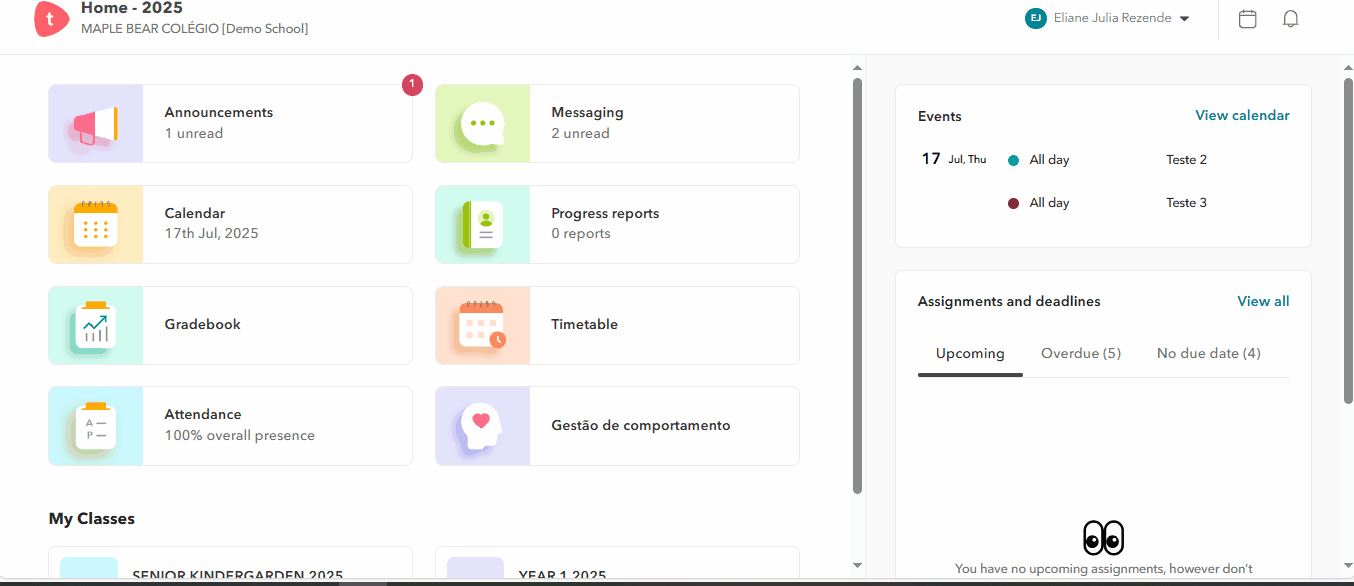 t
Home - 2025
MAPLE BEAR COLÉGIO [Demo School]
EJ
Eliane Julia Rezende
Announcements
1 unread
1
Messaging
2 unread
Calendar
17th Jul, 2025
Progress reports
0 reports
Gradebook
Timetable
Attendance
100% overall presence
A
P
Gestão de comportamento
My Classes
SENIOR KINDERGARDEN 2025
YEAR 1 2025
Events
View calendar
17 Jul, Thu
All day
Teste 2
All day
Teste 3
Assignments and deadlines
View all
Upcoming
Overdue (5)
No due date (4)
You have no upcoming assignments, however don't